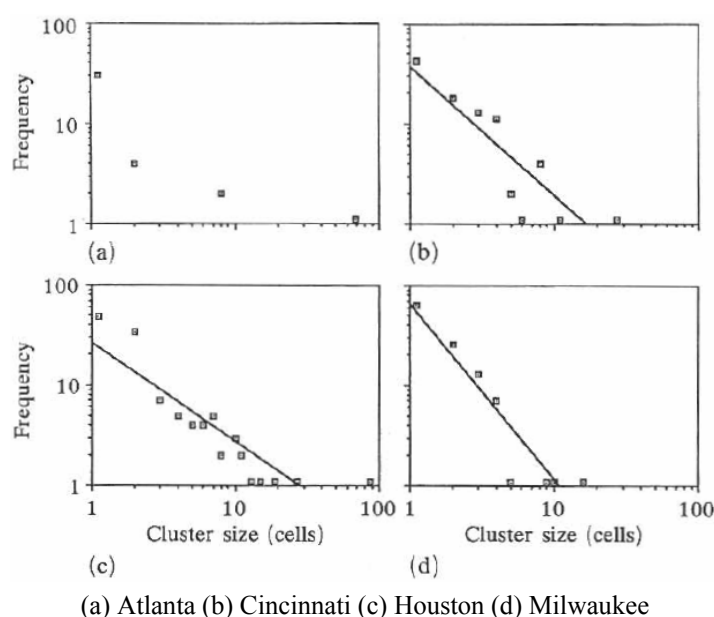 100
10
1
Frequency
(a)
(b)
100
10
1
Frequency
1 10 100
1 10 100
Cluster size (cells)
Cluster size (cells)
(c)
(d)
(a) Atlanta (b) Cincinnati (c) Houston (d) Milwaukee